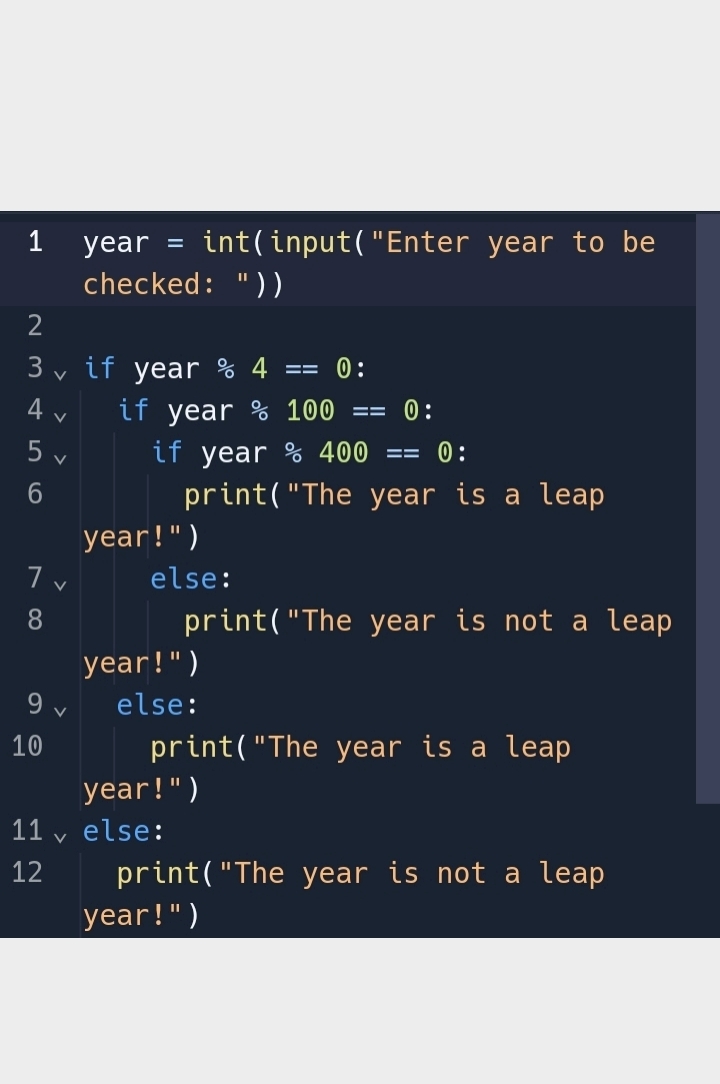 1 year = int(input("Enter year to be
checked: "))
2
3 if year % 4 == 0:
4 if year % 100 == 0:
5 if year % 400 == 0:
6 print("The year is a leap
year!")
7 else:
8 print("The year is not a leap
year!")
9 else:
10 print("The year is a leap
year!")
11 else:
12 print("The year is not a leap
year!")